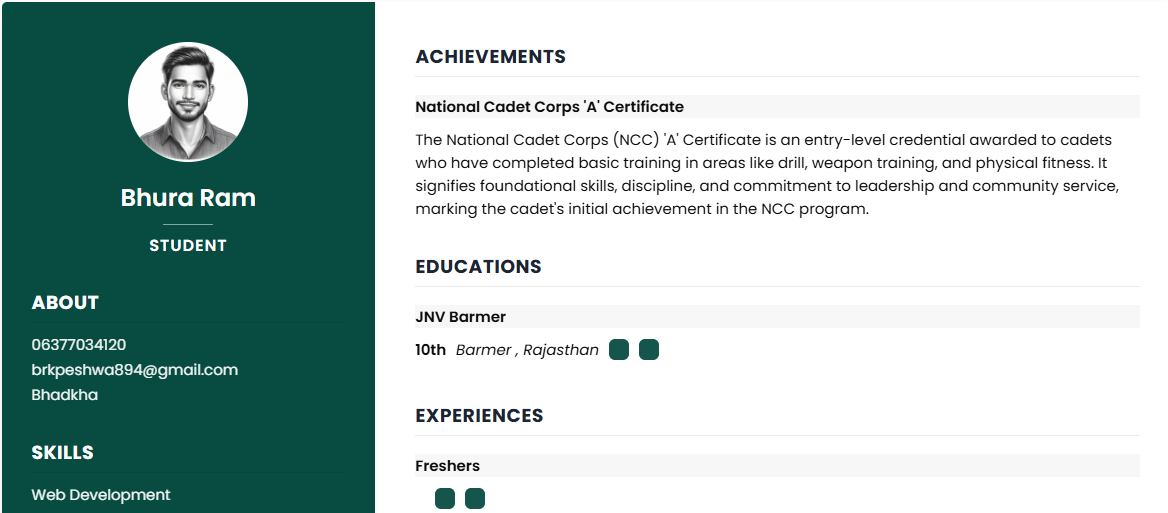 Bhura Ram
STUDENT
ABOUT
06377034120
brkpeshwa894@gmail.com
Bhadkha
SKILLS
Web Development
ACHIEVEMENTS
National Cadet Corps 'A' Certificate
The National Cadet Corps (NCC) 'A' Certificate is an entry-level credential awarded to cadets
who have completed basic training in areas like drill, weapon training, and physical fitness. It
signifies foundational skills, discipline, and commitment to leadership and community service,
marking the cadet's initial achievement in the NCC program.
EDUCATIONS
JNV Barmer
10th Barmer , Rajasthan
EXPERIENCES
Freshers